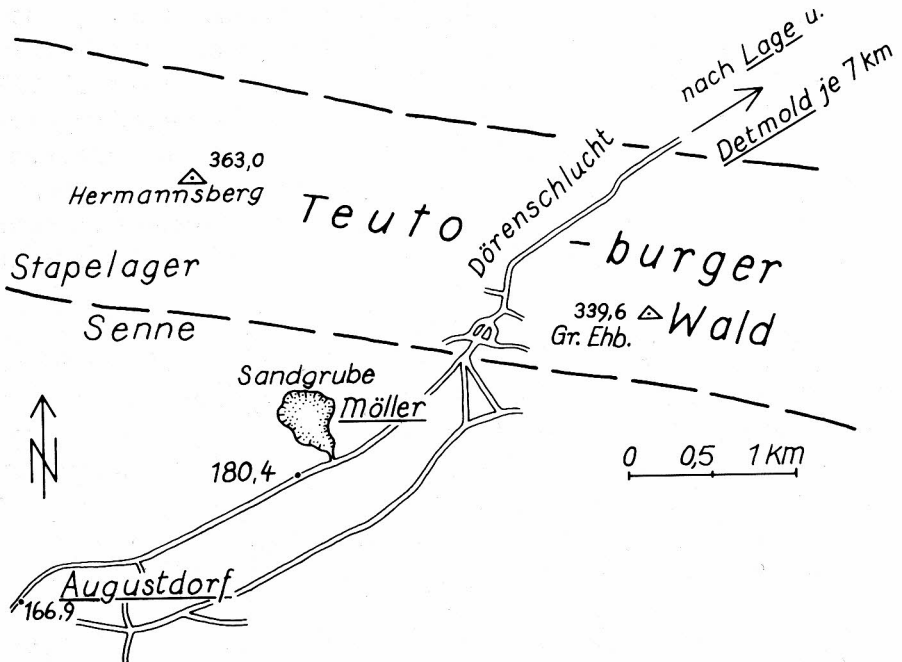 nach Lage u.
Detmold je 7 km
363,0
Hermannsberg
Dörenschlucht
Teuto
-burger
Wald
Stapelager
Senne
339,6
Gr. Ehb.
Sandgrube
Möller
N
180,4
0 0,5 1 Km
Augustdorf
166,9